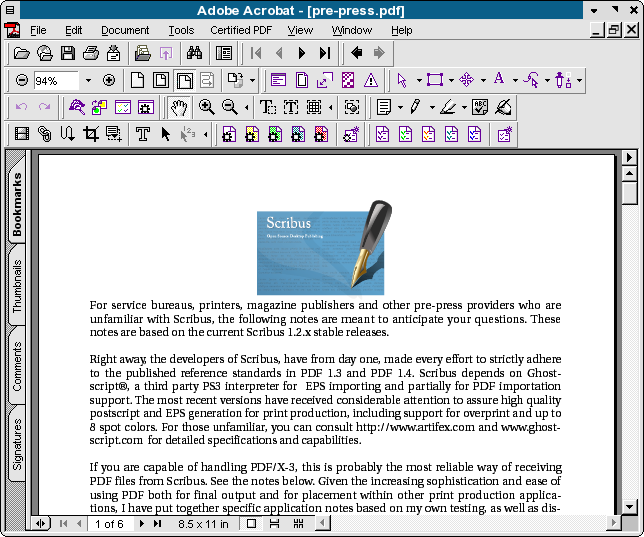 Adobe Acrobat - [pre-press.pdf]
File Edit Document Tools Certified PDF View Window Help
94%
Bookmarks
Thumbnails
Comments
Signatures
Scribus
Open Source Desktop Publishing
For service bureaus, printers, magazine publishers and other pre-press providers who are
unfamiliar with Scribus, the following notes are meant to anticipate your questions. These
notes are based on the current Scribus 1.2.x stable releases.
Right away, the developers of Scribus, have from day one, made every effort to strictly adhere
to the published reference standards in PDF 1.3 and PDF 1.4. Scribus depends on Ghost-
script®, a third party PS3 interpreter for EPS importing and partially for PDF importation
support. The most recent versions have received considerable attention to assure high quality
postscript and EPS generation for print production, including support for overprint and up to
8 spot colors. For those unfamiliar, you can consult http://www.artifex.com and www.ghost-
script.com for detailed specifications and capabilities.
If you are capable of handling PDF/X-3, this is probably the most reliable way of receiving
PDF files from Scribus. See the notes below. Given the increasing sophistication and ease of
using PDF both for final output and for placement within other print production applica-
tions, I have put together specific application notes based on my own testing, as well as dis-
1 of 6 8.5 x 11 in